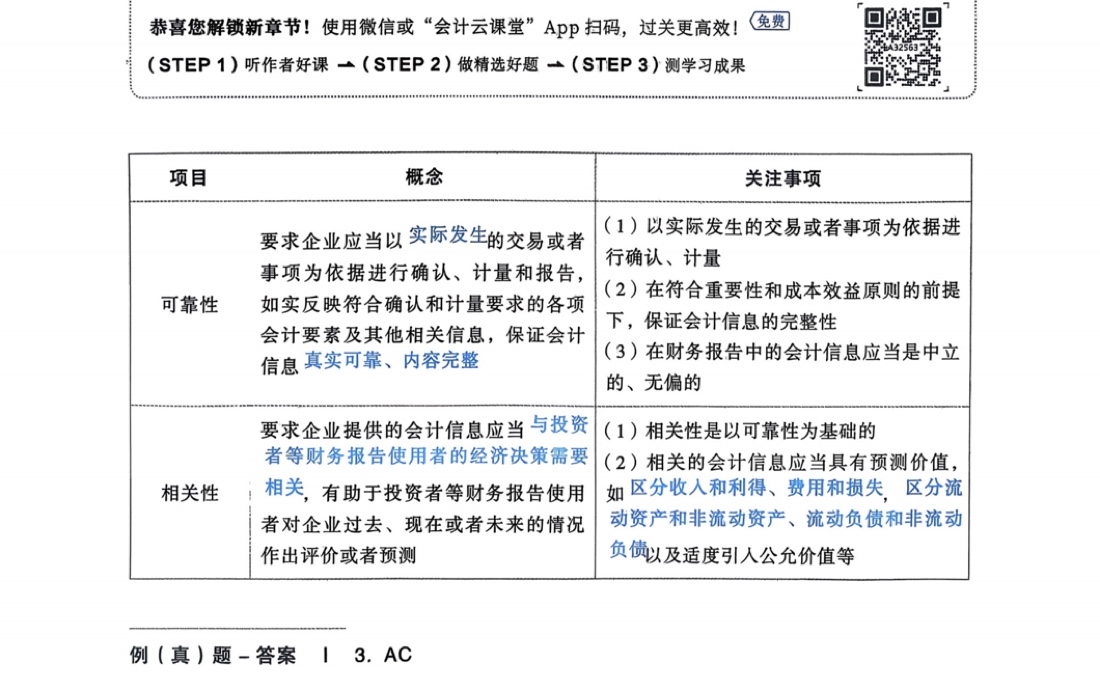 恭喜您解锁新章节！使用微信或“会计云课堂”App扫码，过关更高效！ 免费
（STEP 1）听作者好课 ⇀（STEP 2）做精选好题 ⇀（STEP 3）测学习成果
A32563
项目
概念
关注事项
可靠性
要求企业应当以实际发生的交易或者
事项为依据进行确认、计量和报告，
如实反映符合确认和计量要求的各项
会计要素及其他相关信息，保证会计
信息真实可靠、内容完整
（1）以实际发生的交易或者事项为依据进
行确认、计量
（2）在符合重要性和成本效益原则的前提
下，保证会计信息的完整性
（3）在财务报告中的会计信息应当是中立
的、无偏的
相关性
要求企业提供的会计信息应当与投资
者等财务报告使用者的经济决策需要
相关，有助于投资者等财务报告使用
者对企业过去、现在或者未来的情况
作出评价或者预测
（1）相关性是以可靠性为基础的
（2）相关的会计信息应当具有预测价值，
如区分收入和利得、费用和损失，区分流
动资产和非流动资产、流动负债和非流动
负债以及适度引入公允价值等
例（真）题－答案 | 3. AC